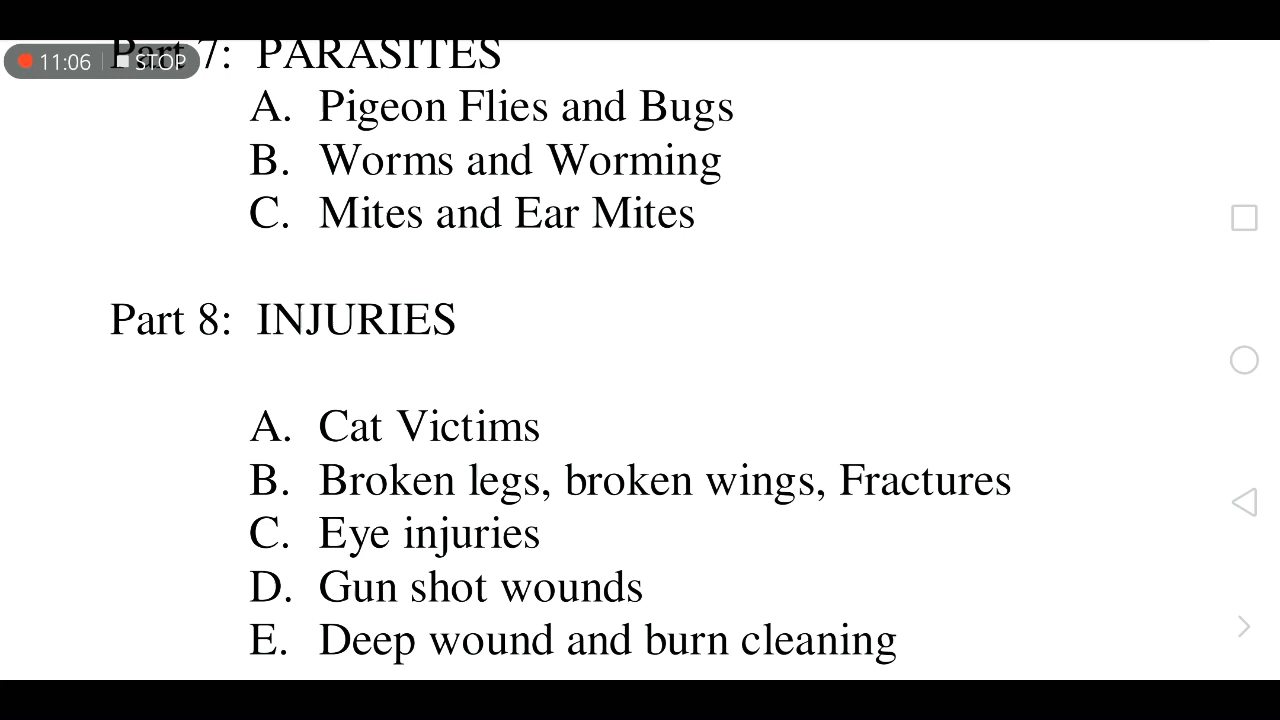 Part 7: PARASITES
11:06 STOP
A. Pigeon Flies and Bugs
B. Worms and Worming
C. Mites and Ear Mites
Part 8: INJURIES
A. Cat Victims
B. Broken legs, broken wings, Fractures
C. Eye injuries
D. Gun shot wounds
E. Deep wound and burn cleaning